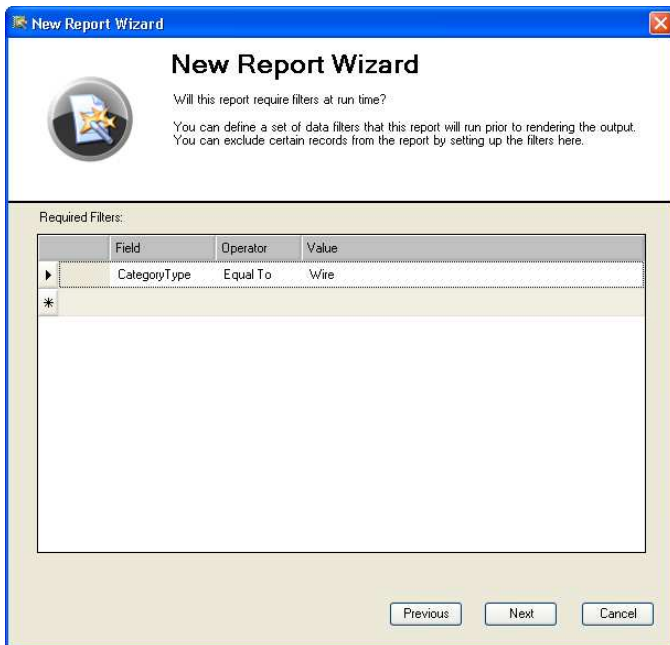 New Report Wizard
New Report Wizard
Will this report require filters at run time?
You can define a set of data filters that this report will run prior to rendering the output.
You can exclude certain records from the report by setting up the filters here.
Required Filters:
Field Operator Value
CategoryType Equal To Wire
Previous Next Cancel